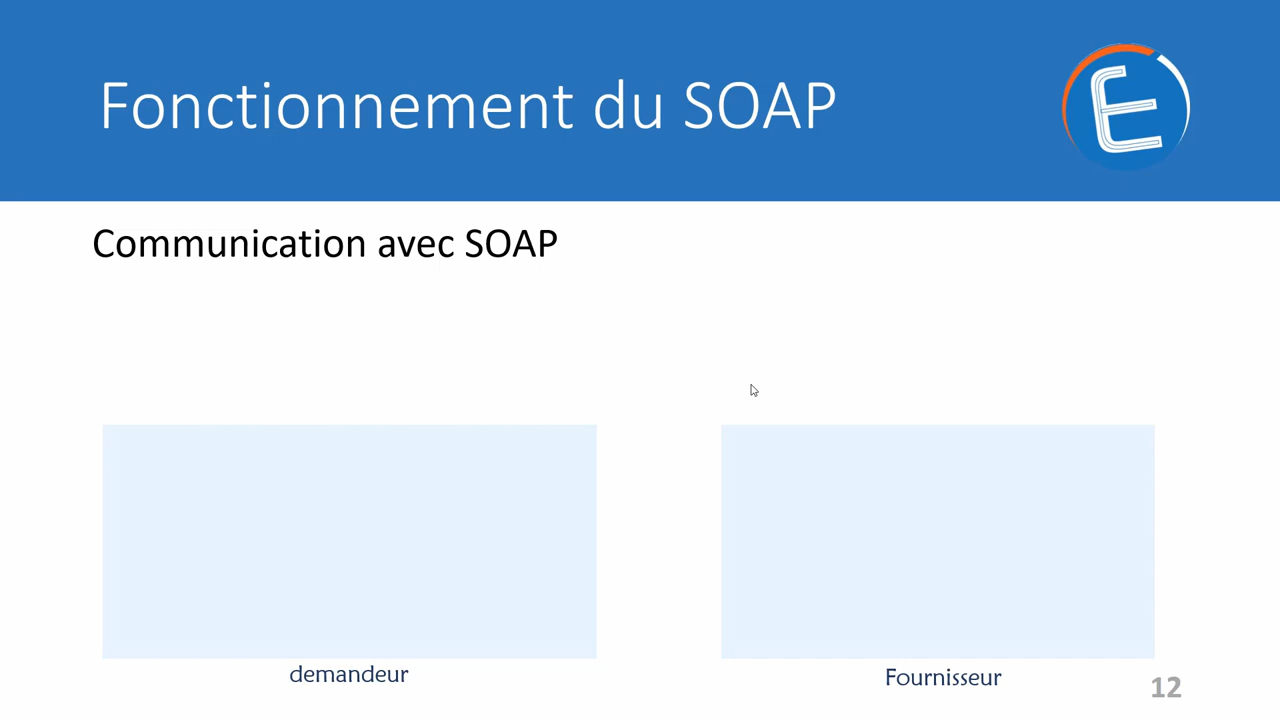 Fonctionnement du SOAP
E
Communication avec SOAP
demandeur
Fournisseur
12